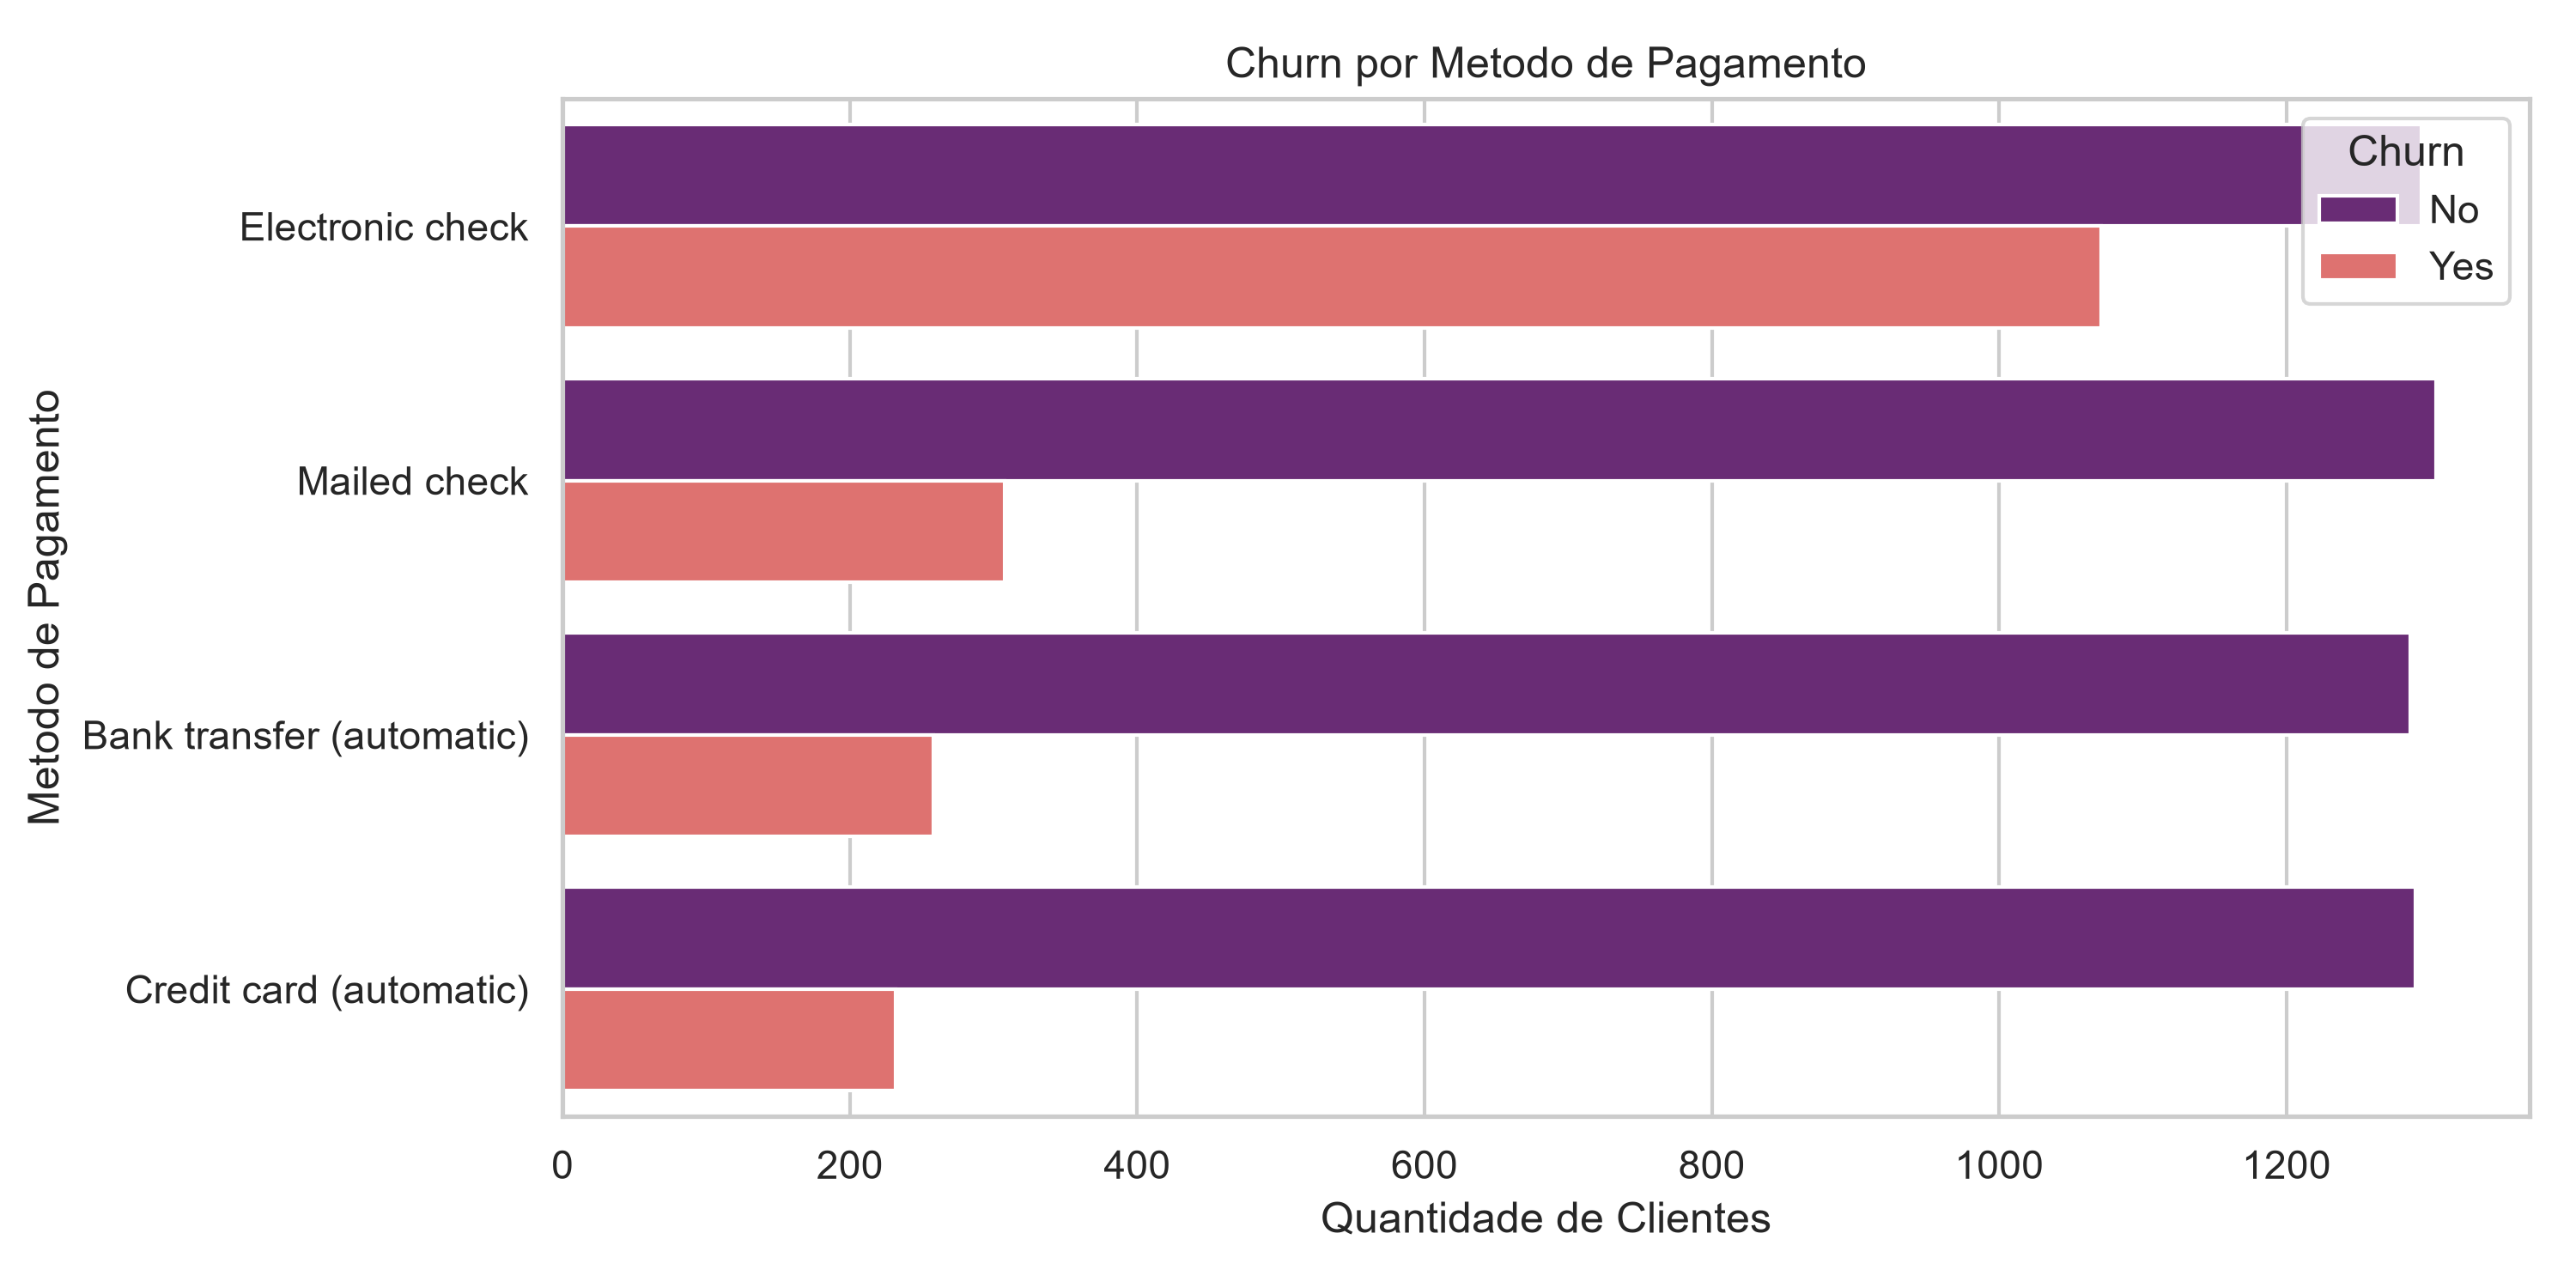 Churn por Metodo de Pagamento
Churn
No
Yes
Metodo de Pagamento
Electronic check
Mailed check
Bank transfer (automatic)
Credit card (automatic)
0 200 400 600 800 1000 1200
Quantidade de Clientes